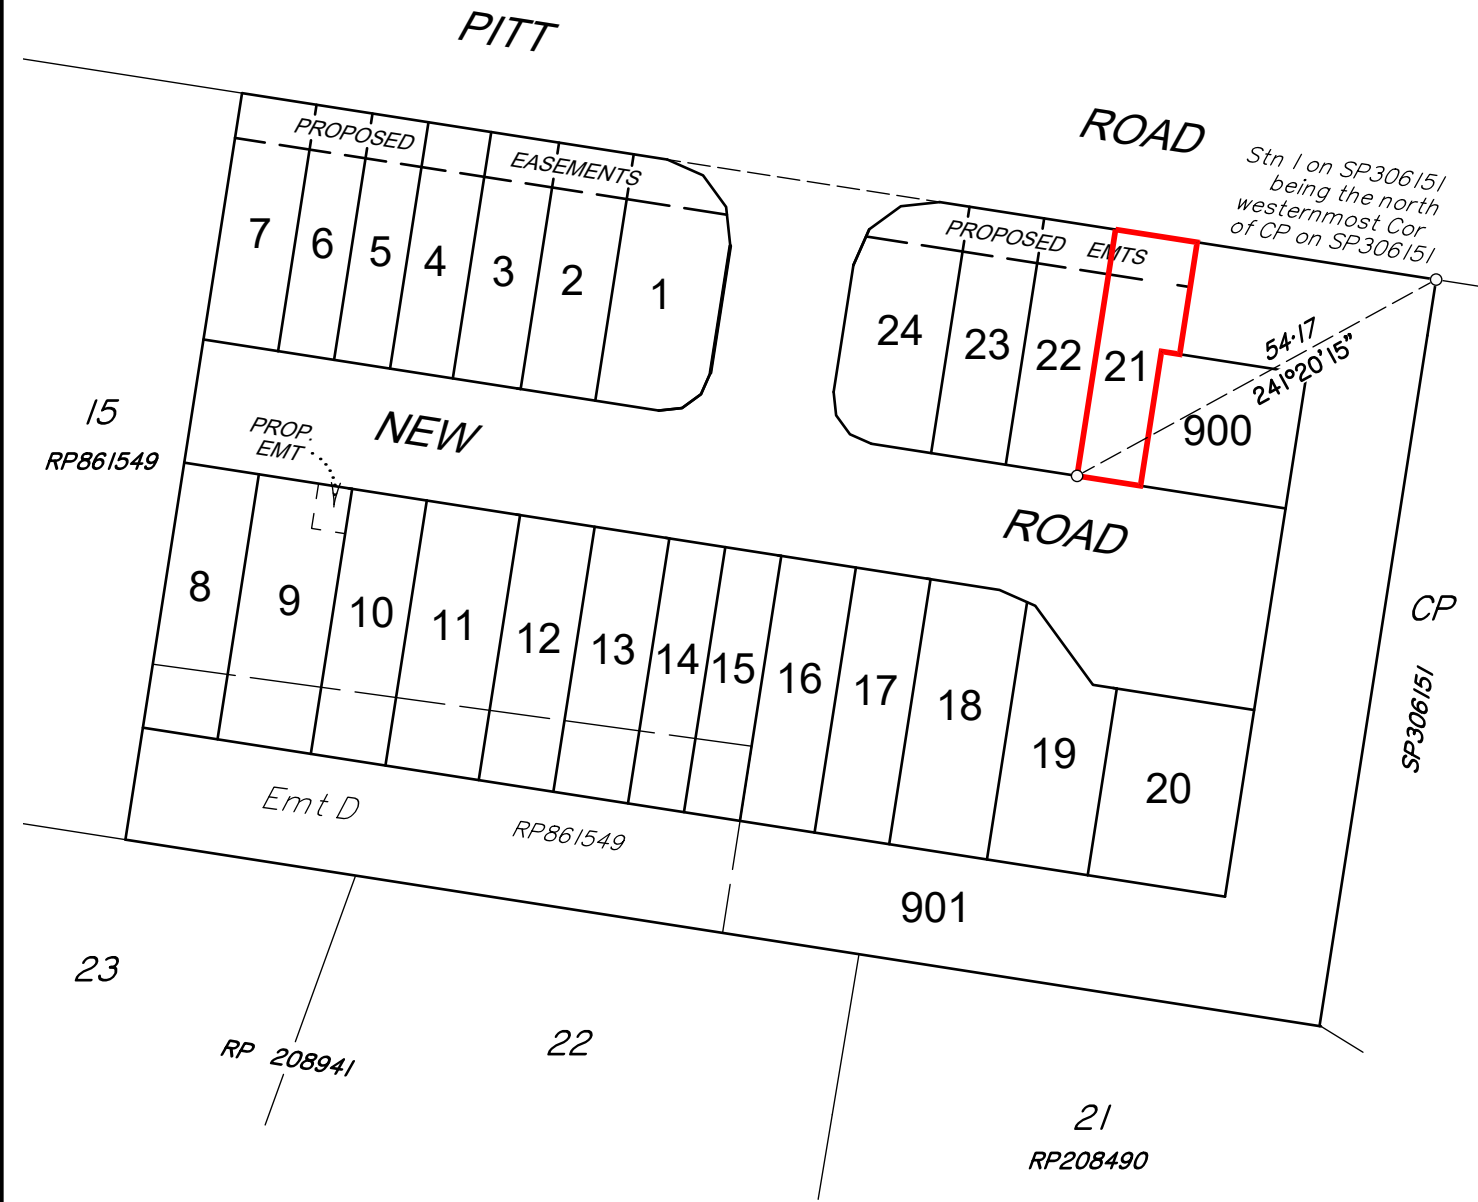 PITT
ROAD
Stn 1 on SP306151
being the north
westernmost Cor
of CP on SP306151
PROPOSED
EASEMENTS
PROPOSED EMTS
7
6
5
4
3
2
1
24
23
22
21
54·17
241°20'15"
900
15
RP861549
PROP.
EMT
NEW
ROAD
8
9
10
11
12
13
14
15
16
17
18
19
20
CP
SP306151
Emt D
RP861549
901
23
RP 208941
22
21
RP208490